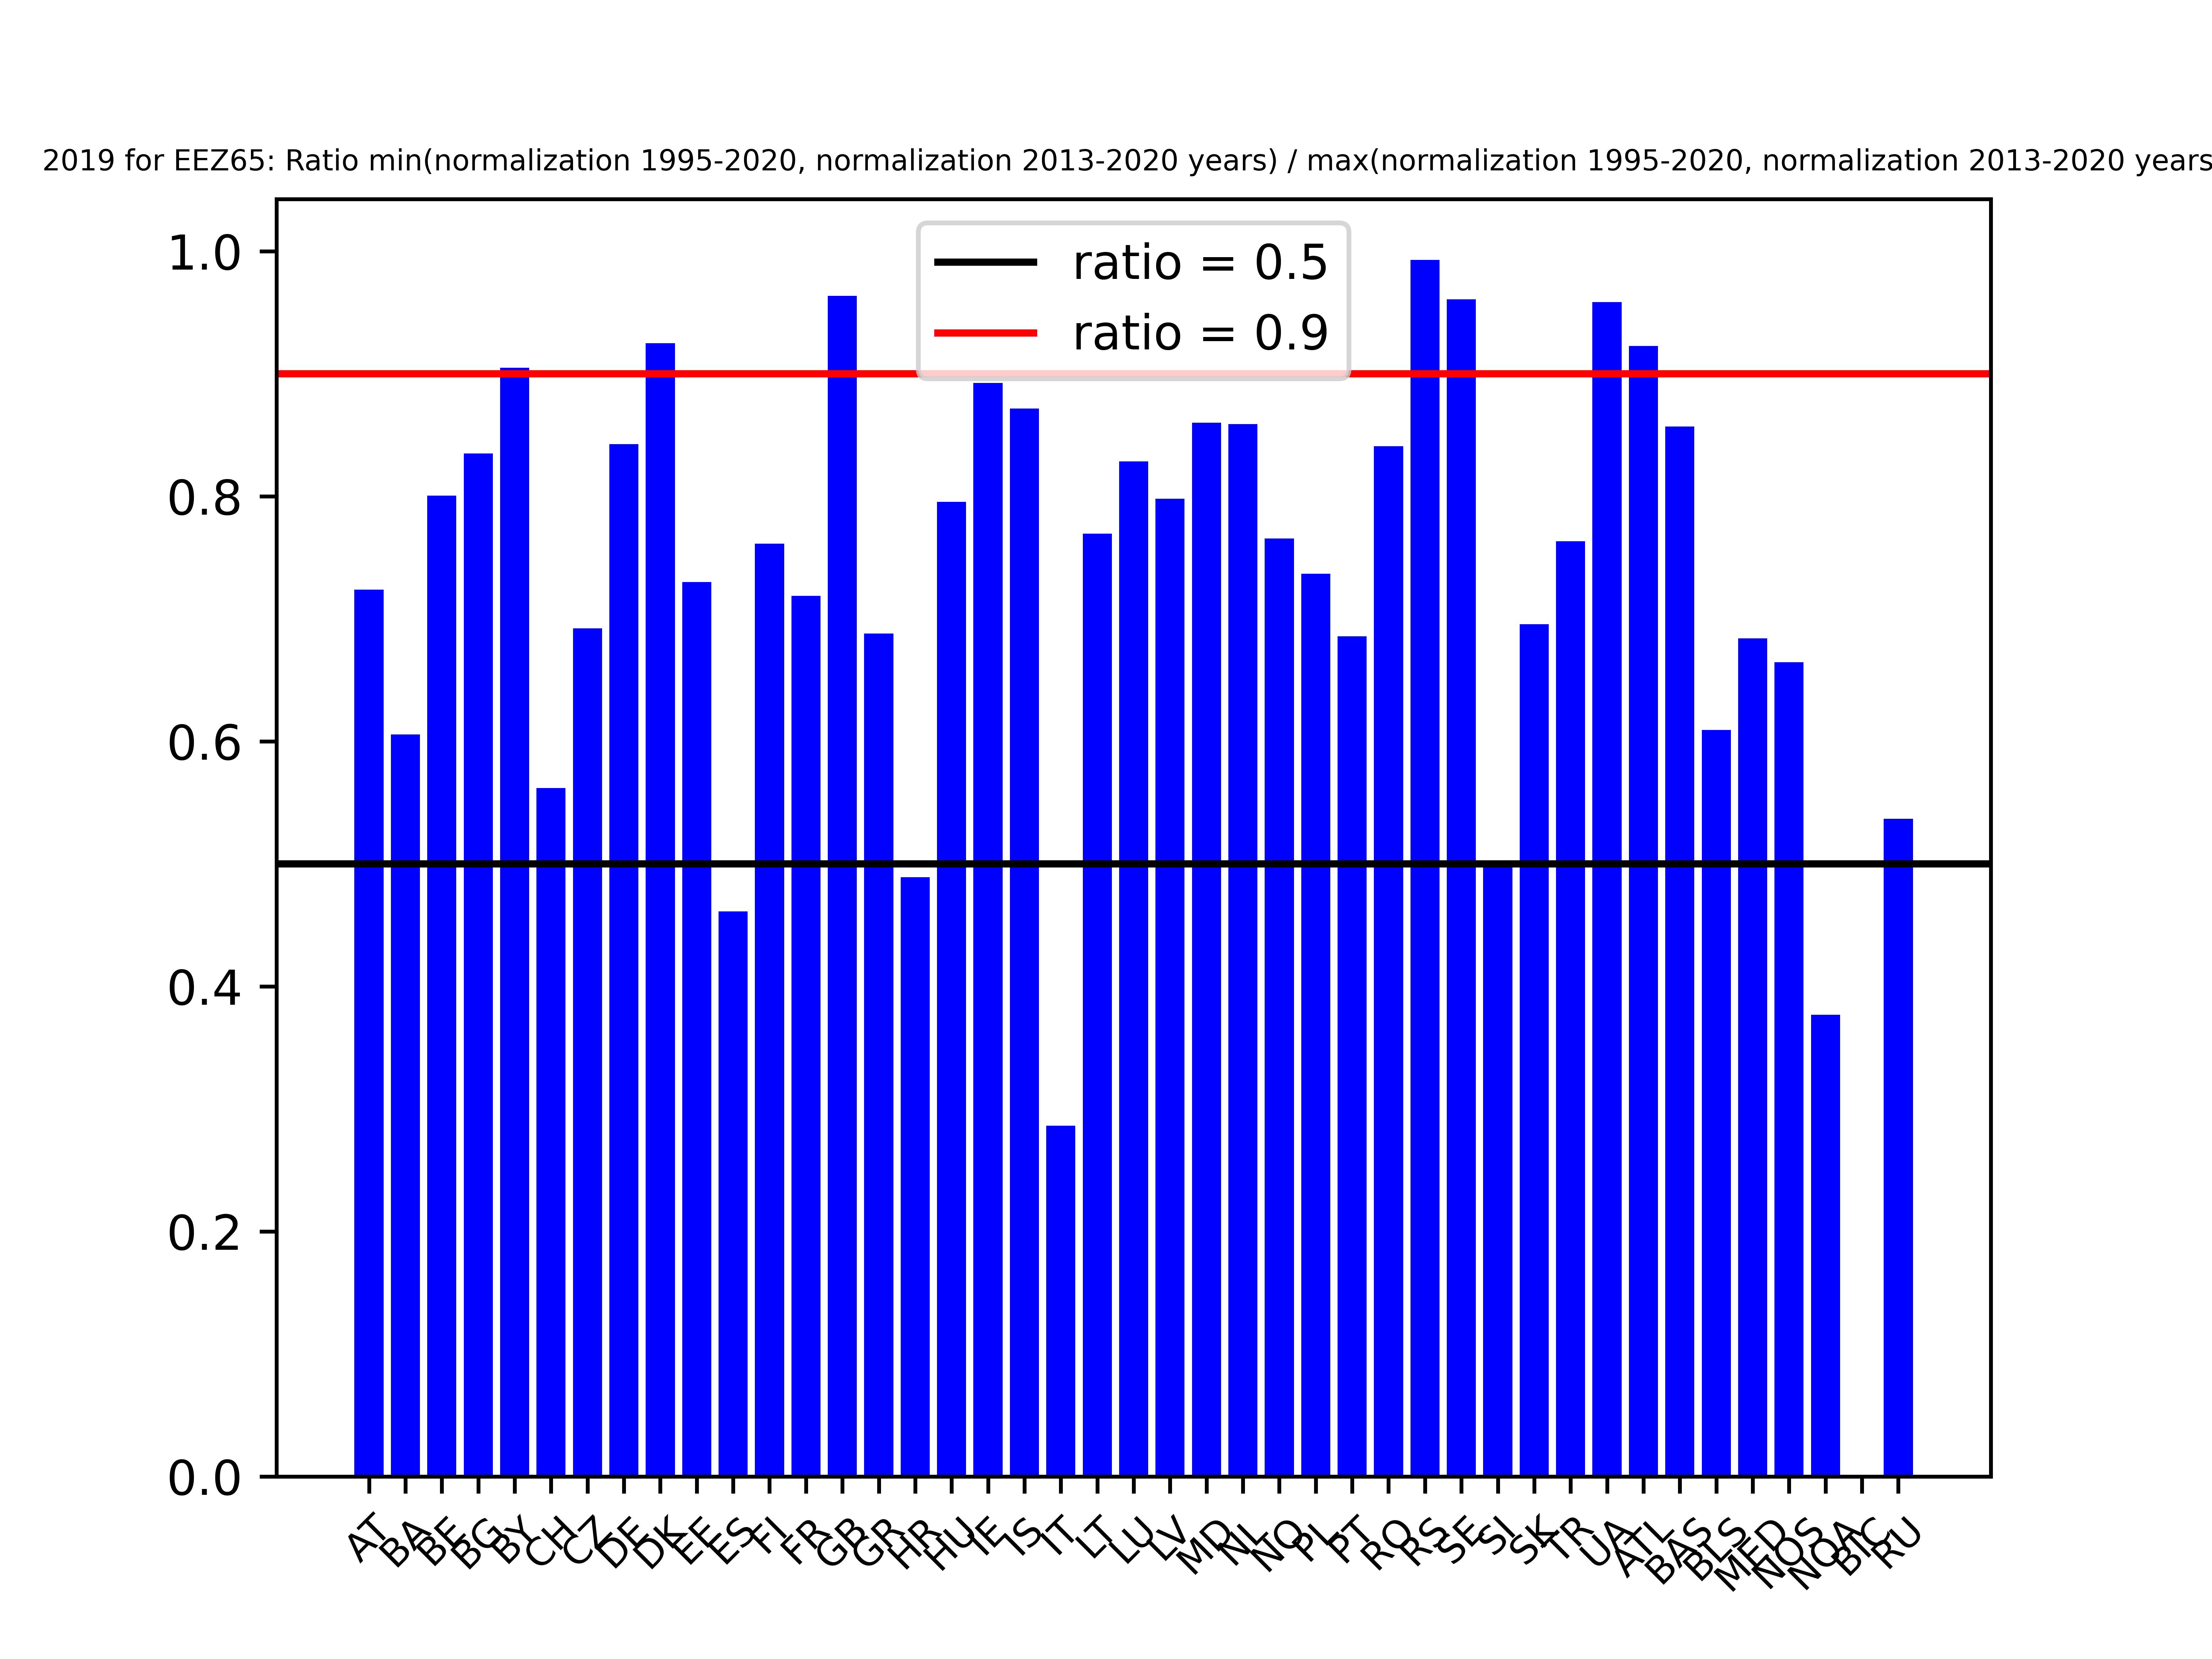 2019 for EEZ65: Ratio min(normalization 1995-2020, normalization 2013-2020 years) / max(normalization 1995-2020, normalization 2013-2020 years
ratio = 0.5
ratio = 0.9
1.0
0.8
0.6
0.4
0.2
0.0
AT
BA
BE
BG
BY
CH
CZ
DE
DK
EE
ES
FI
FR
GB
GR
HR
HU
IE
IS
IT
LT
LU
LV
MD
NL
NO
PL
PT
RO
RS
SE
SI
SK
TR
UA
ATL
BAS
BLS
MED
NOS
NOA
BIC
RU